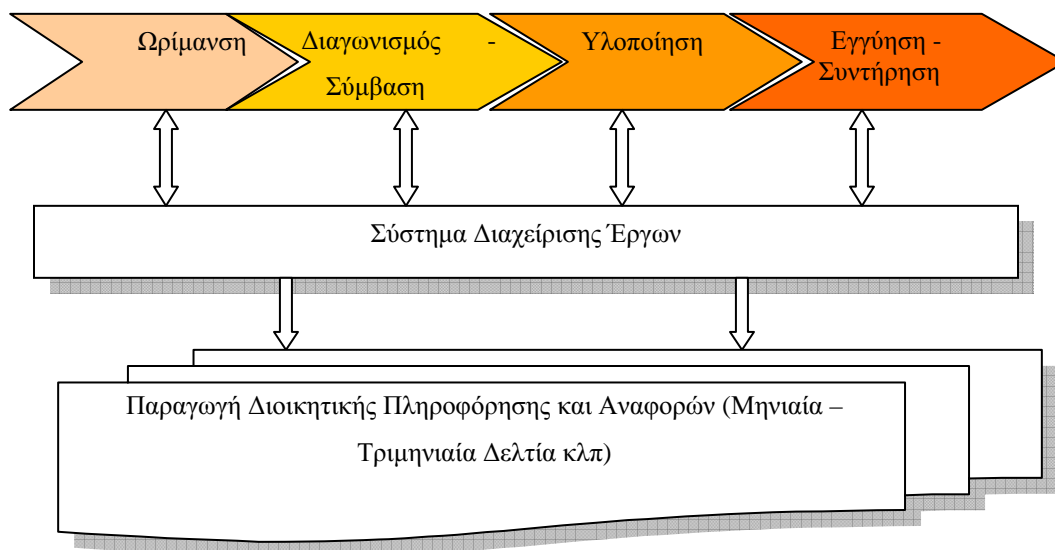 Ωρίμανση
Διαγωνισμός -
Σύμβαση
Υλοποίηση
Εγγύηση -
Συντήρηση
Σύστημα Διαχείρισης Έργων
Παραγωγή Διοικητικής Πληροφόρησης και Αναφορών (Μηνιαία –
Τριμηνιαία Δελτία κλπ)